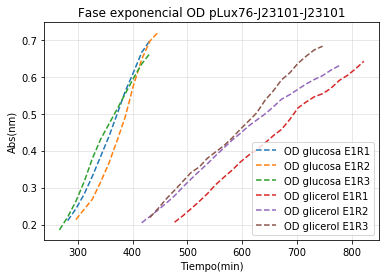 Fase exponencial OD pLux76-J23101-J23101
Abs(nm)
0.7
0.6
0.5
0.4
0.3
0.2
OD glucosa E1R1
OD glucosa E1R2
OD glucosa E1R3
OD glicerol E1R1
OD glicerol E1R2
OD glicerol E1R3
300 400 500 600 700 800
Tiempo(min)